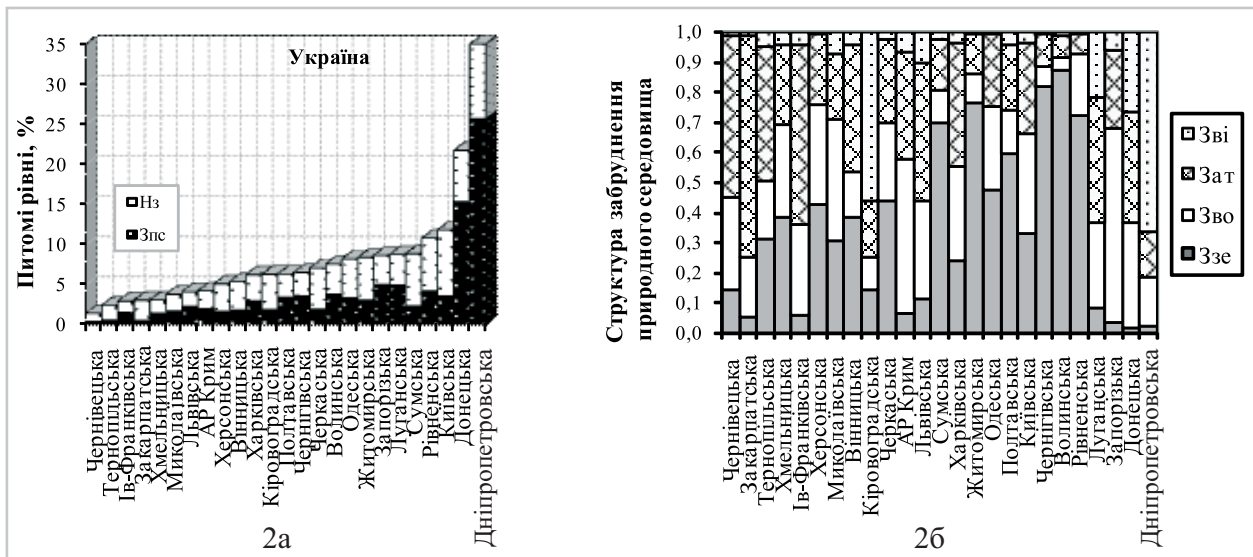 Україна
Питомі рівні, %
35
30
25
20
15
10
5
0
Нз
Зпс
Чернівецька
Тернопільська
Ів-Франківська
Закарпатська
Хмельницька
Миколаївська
Львівська
АР Крим
Херсонська
Вінницька
Харківська
Кіровоградська
Полтавська
Чернігівська
Черкаська
Волинська
Одеська
Житомирська
Запорізька
Луганська
Сумська
Рівненська
Київська
Донецька
Дніпропетровська
2а
Структура забруднення
природного середовища
1,0
0,9
0,8
0,7
0,6
0,5
0,4
0,3
0,2
0,1
0,0
Зві
Зат
Зво
Ззе
Чернівецька
Закарпатська
Тернопільська
Хмельницька
Ів-Франківська
Херсонська
Миколаївська
Вінницька
Кіровоградська
Черкаська
АР Крим
Львівська
Сумська
Харківська
Житомирська
Одеська
Полтавська
Київська
Чернігівська
Волинська
Рівненська
Луганська
Запорізька
Донецька
Дніпропетровська
2б